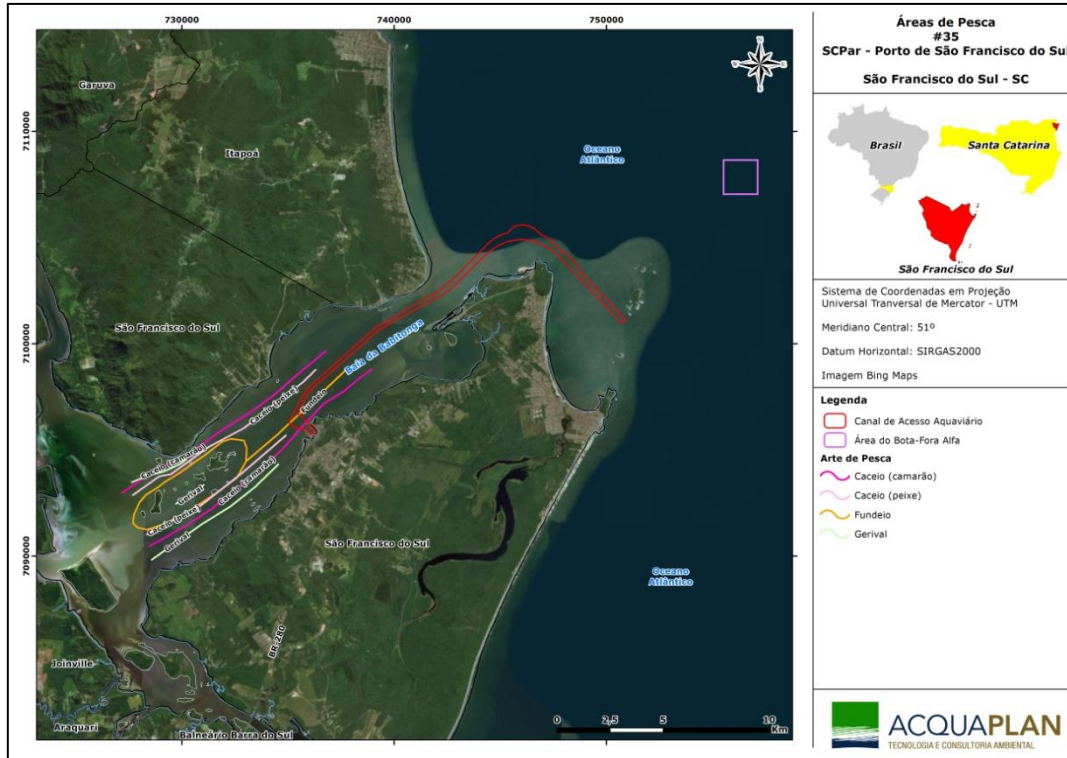 730000
740000
750000
7110000
7100000
7090000
Garuva
Itapoá
Oceano
Atlântico
São Francisco do Sul
Baía da Babitonga
Caceio (peixe)
Fundeio
Caceio (camarão)
Gerival
Caceio (camarão)
Caceio (peixe)
Gerival
São Francisco do Sul
Oceano
Atlântico
BR-280
Joinville
Araquari
Balneário Barra do Sul
0 2,5 5 10
Km
Áreas de Pesca
#35
SCPar - Porto de São Francisco do Sul
São Francisco do Sul - SC
Brasil
Santa Catarina
São Francisco do Sul
Sistema de Coordenadas em Projeção
Universal Tranversal de Mercator - UTM
Meridiano Central: 51º
Datum Horizontal: SIRGAS2000
Imagem Bing Maps
Legenda
Canal de Acesso Aquaviário
Área do Bota-Fora Alfa
Arte de Pesca
Caceio (camarão)
Caceio (peixe)
Fundeio
Gerival
ACQUAPLAN
TECNOLOGIA E CONSULTORIA AMBIENTAL